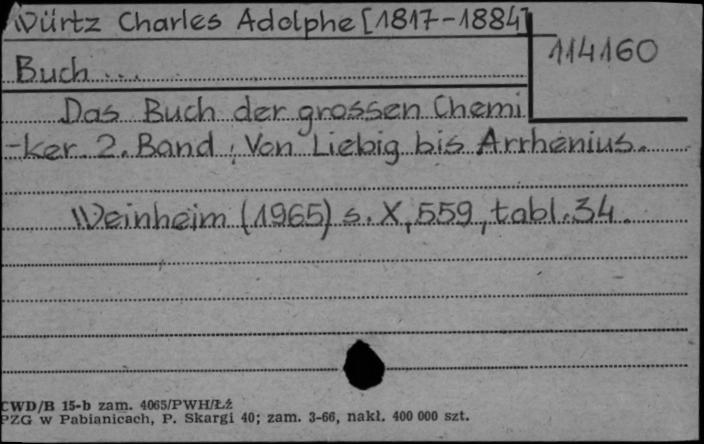 Würtz Charles Adolphe [1817-1884]
114160
Buch...
Das Buch der grossen Chemi
-ker. 2. Band: Von Liebig bis Arrhenius.
Weinheim (1965) s. X, 559, tabl. 34.
CWD/B 15-b zam. 4065/PWH/Łź
PZG w Pabianicach, P. Skargi 40; zam. 3-66, nakł. 400 000 szt.